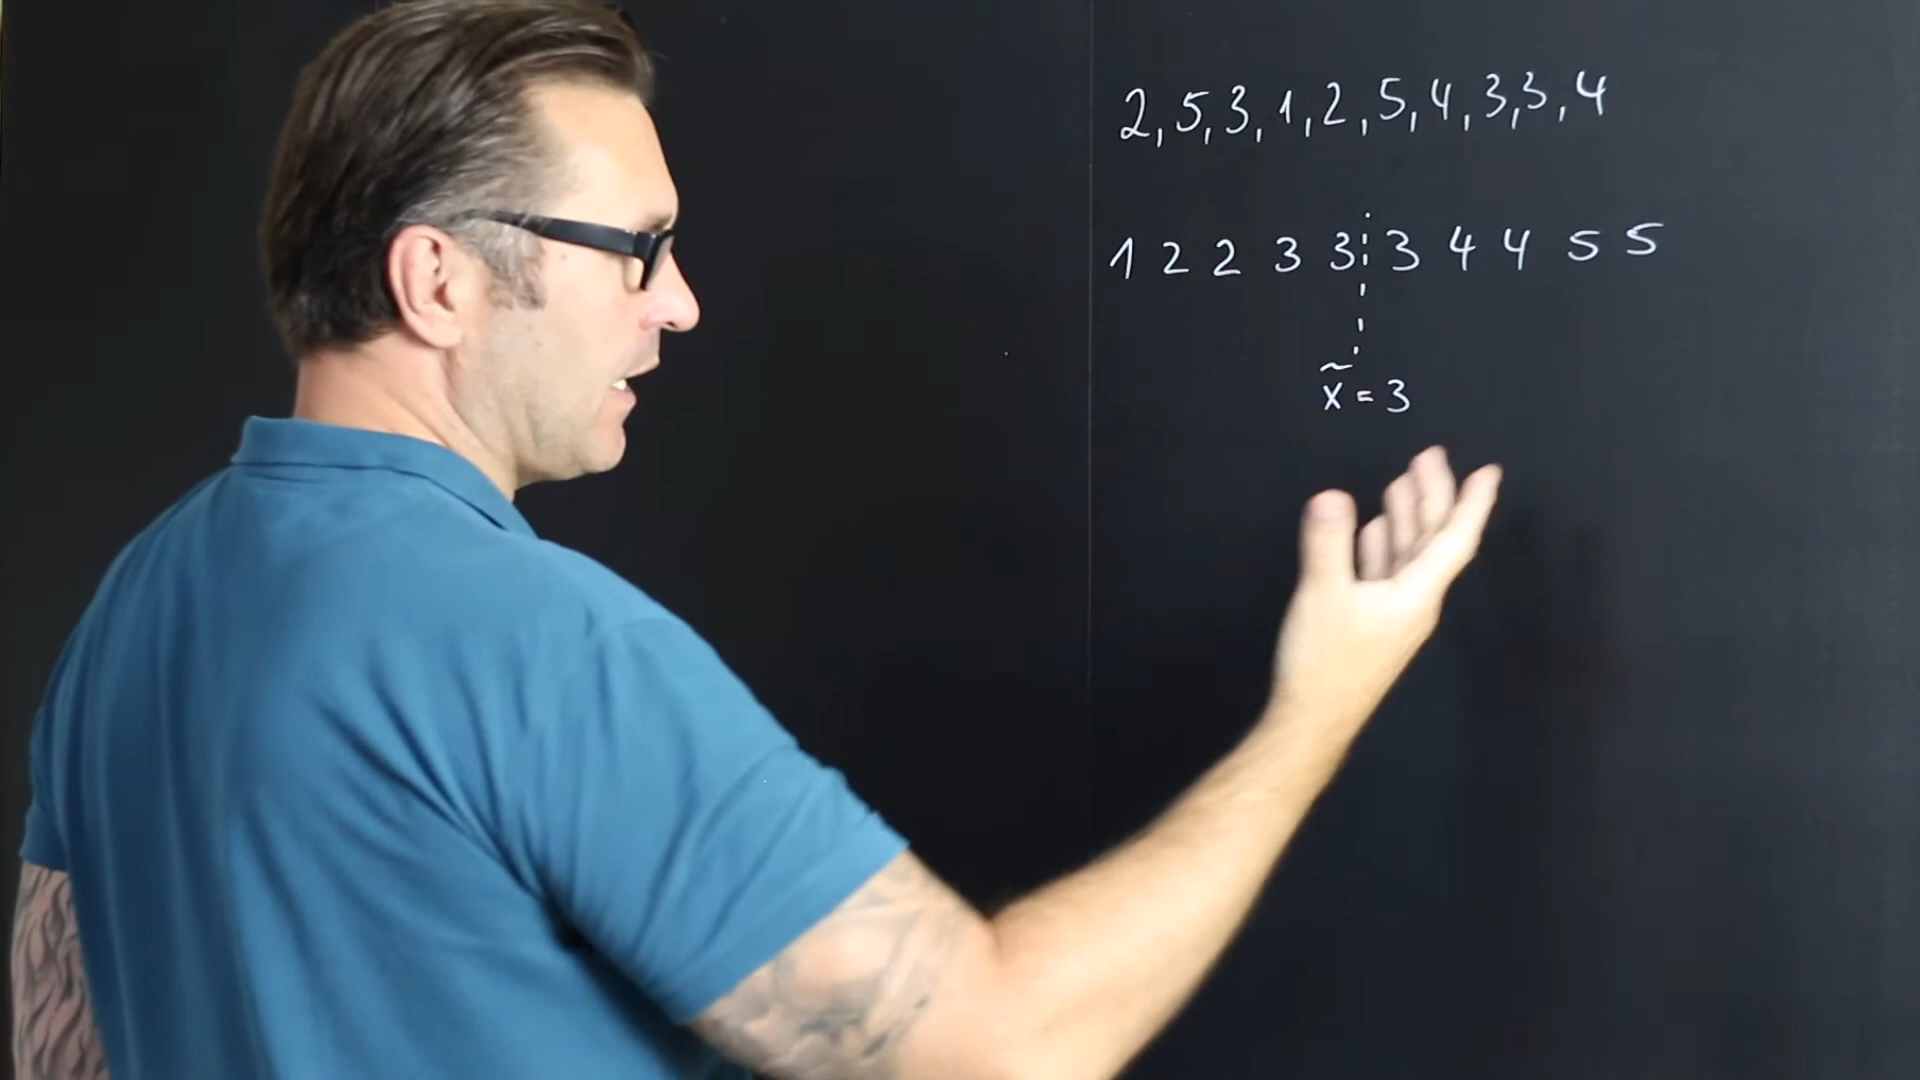 2, 5, 3, 1, 2, 5, 4, 3, 3, 4
1 2 2 3 3 ¦ 3 4 4 5 5
x̃ = 3